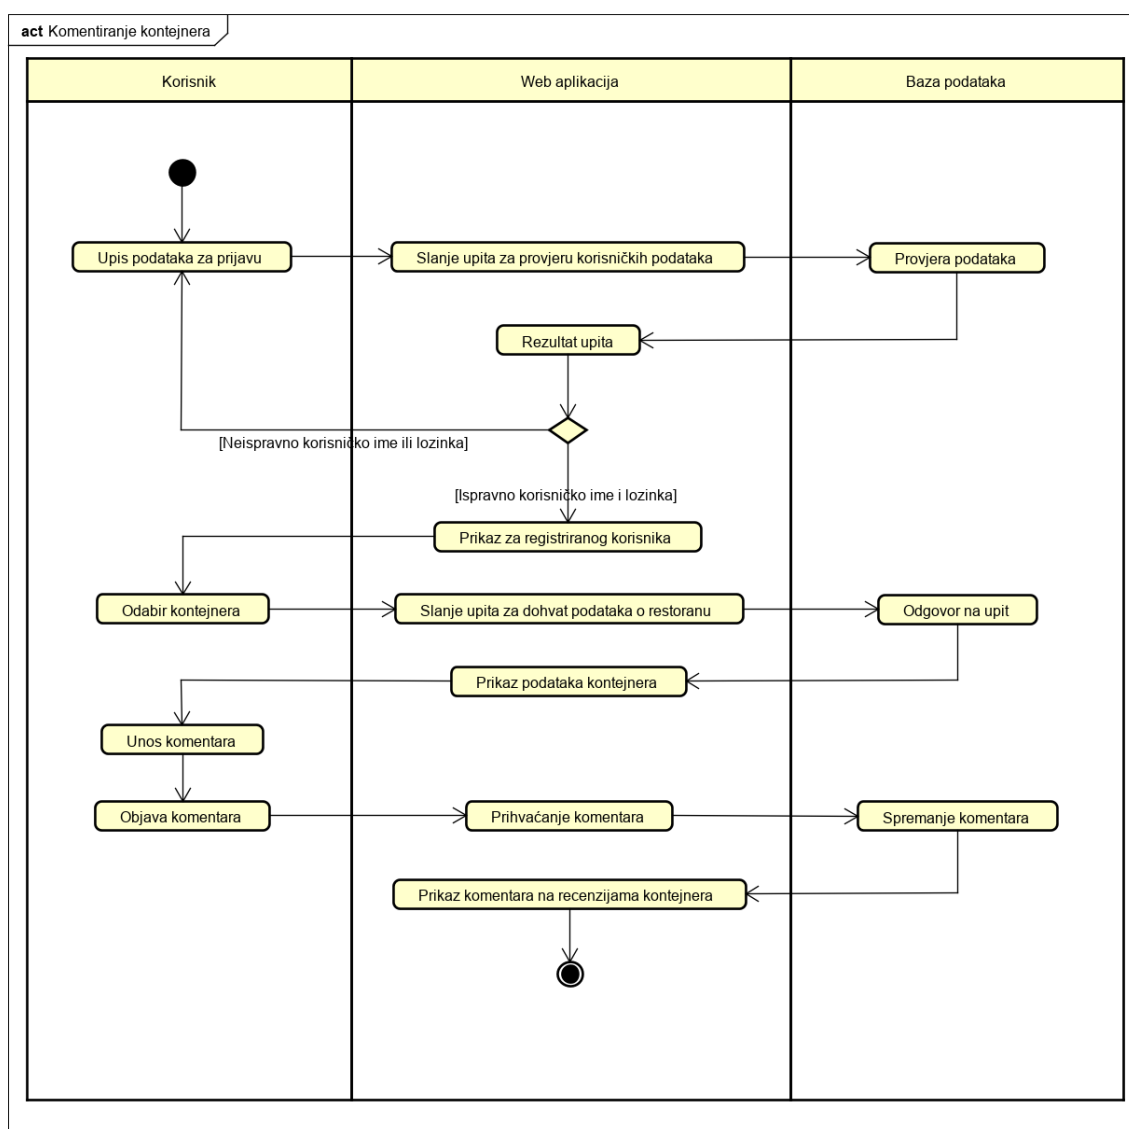 act Komentiranje kontejnera
Korisnik
Web aplikacija
Baza podataka
Upis podataka za prijavu
Slanje upita za provjeru korisničkih podataka
Provjera podataka
Rezultat upita
[Neispravno korisničko ime ili lozinka]
[Ispravno korisničko ime i lozinka]
Prikaz za registriranog korisnika
Odabir kontejnera
Slanje upita za dohvat podataka o restoranu
Odgovor na upit
Prikaz podataka kontejnera
Unos komentara
Objava komentara
Prihvaćanje komentara
Spremanje komentara
Prikaz komentara na recenzijama kontejnera